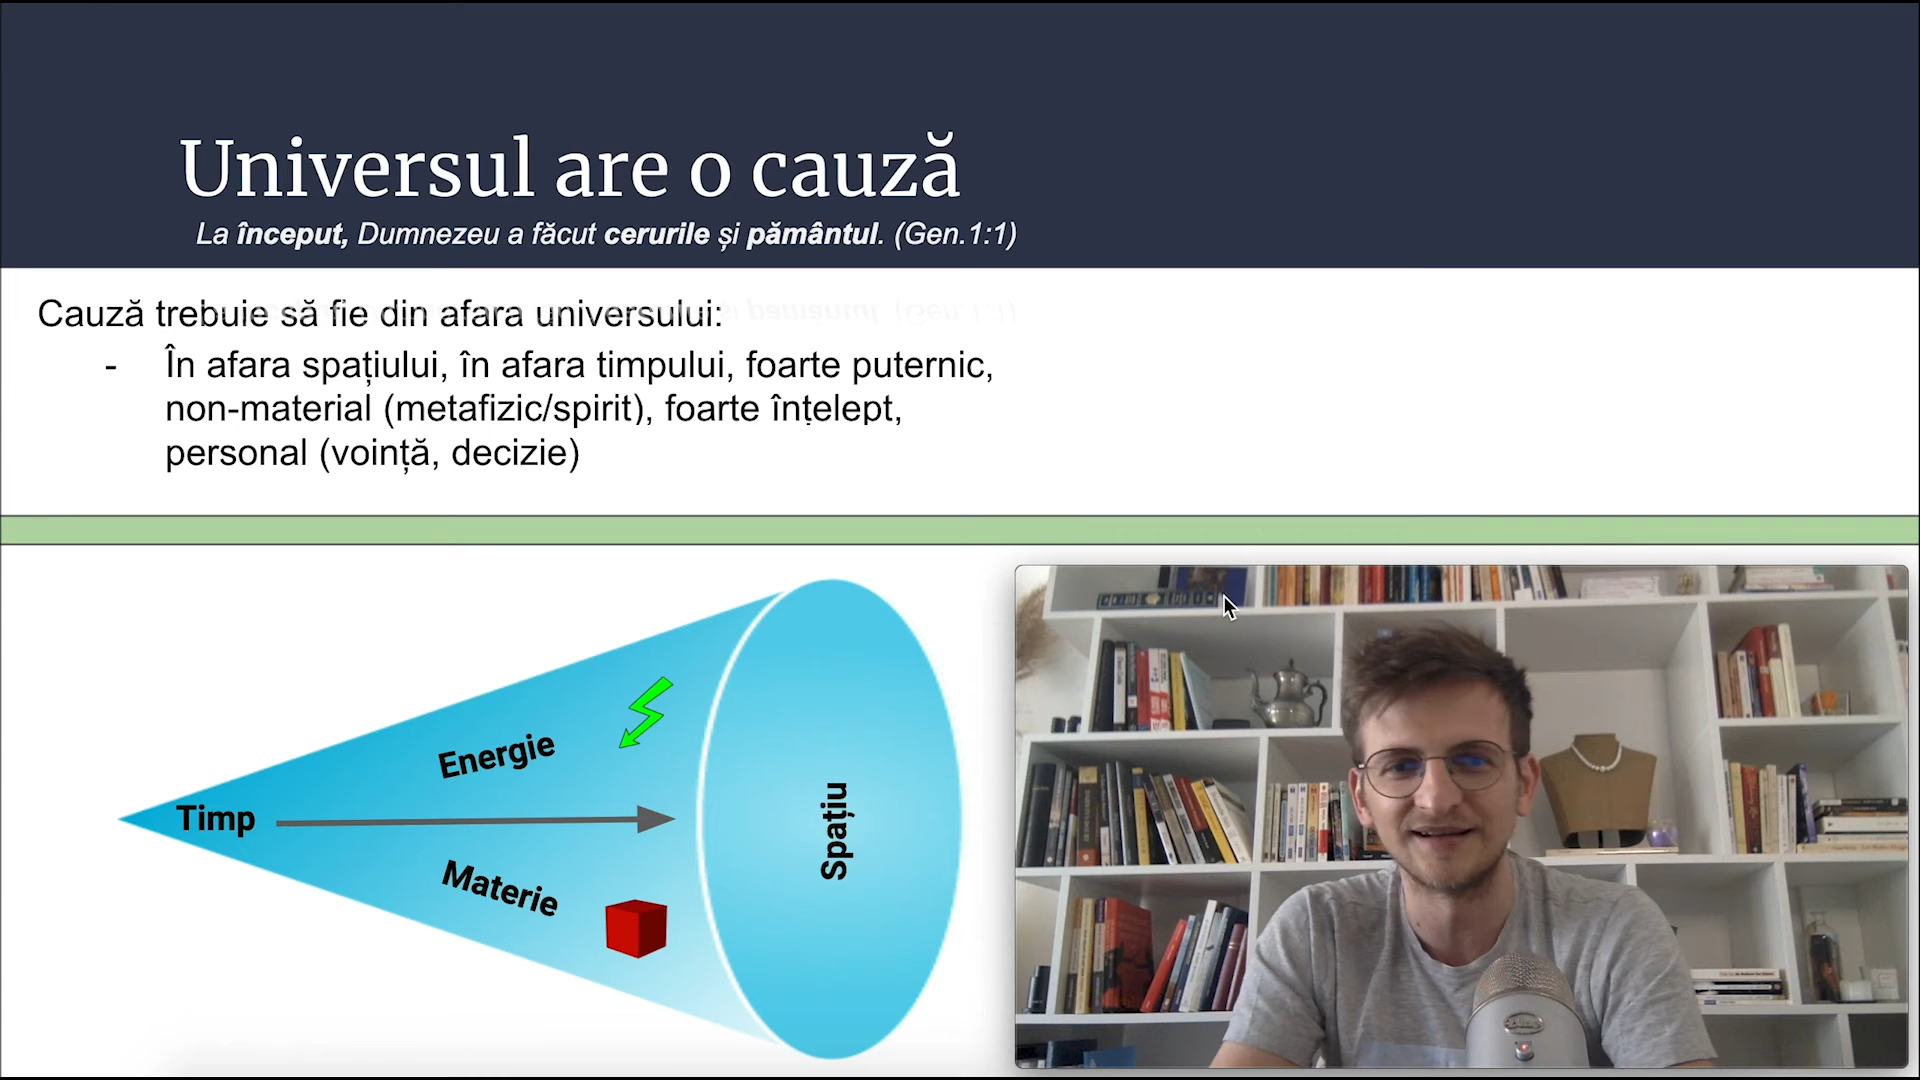 Universul are o cauză
La început, Dumnezeu a făcut cerurile și pământul. (Gen.1:1)
Cauză trebuie să fie din afara universului:
- În afara spațiului, în afara timpului, foarte puternic,
non-material (metafizic/spirit), foarte înțelept,
personal (voință, decizie)
Energie
Timp
Materie
Spațiu
blue